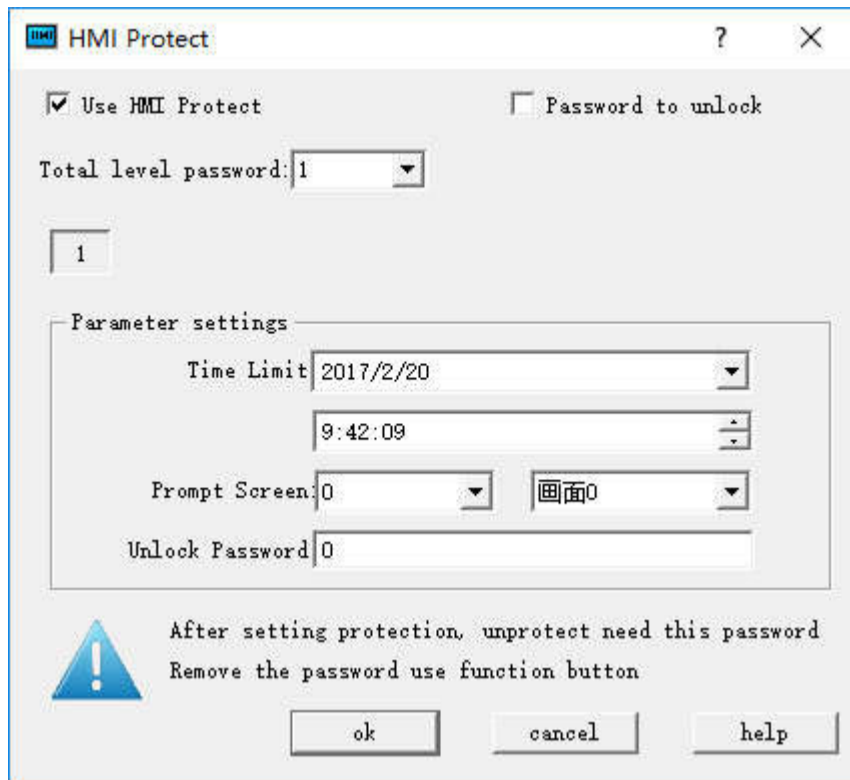 HMI HMI Protect ?
Use HMI Protect Password to unlock
Total level password: 1
1
Parameter settings
Time Limit 2017/2/20
9:42:09
Prompt Screen: 0 画面0
Unlock Password 0
After setting protection, unprotect need this password
Remove the password use function button
ok cancel help